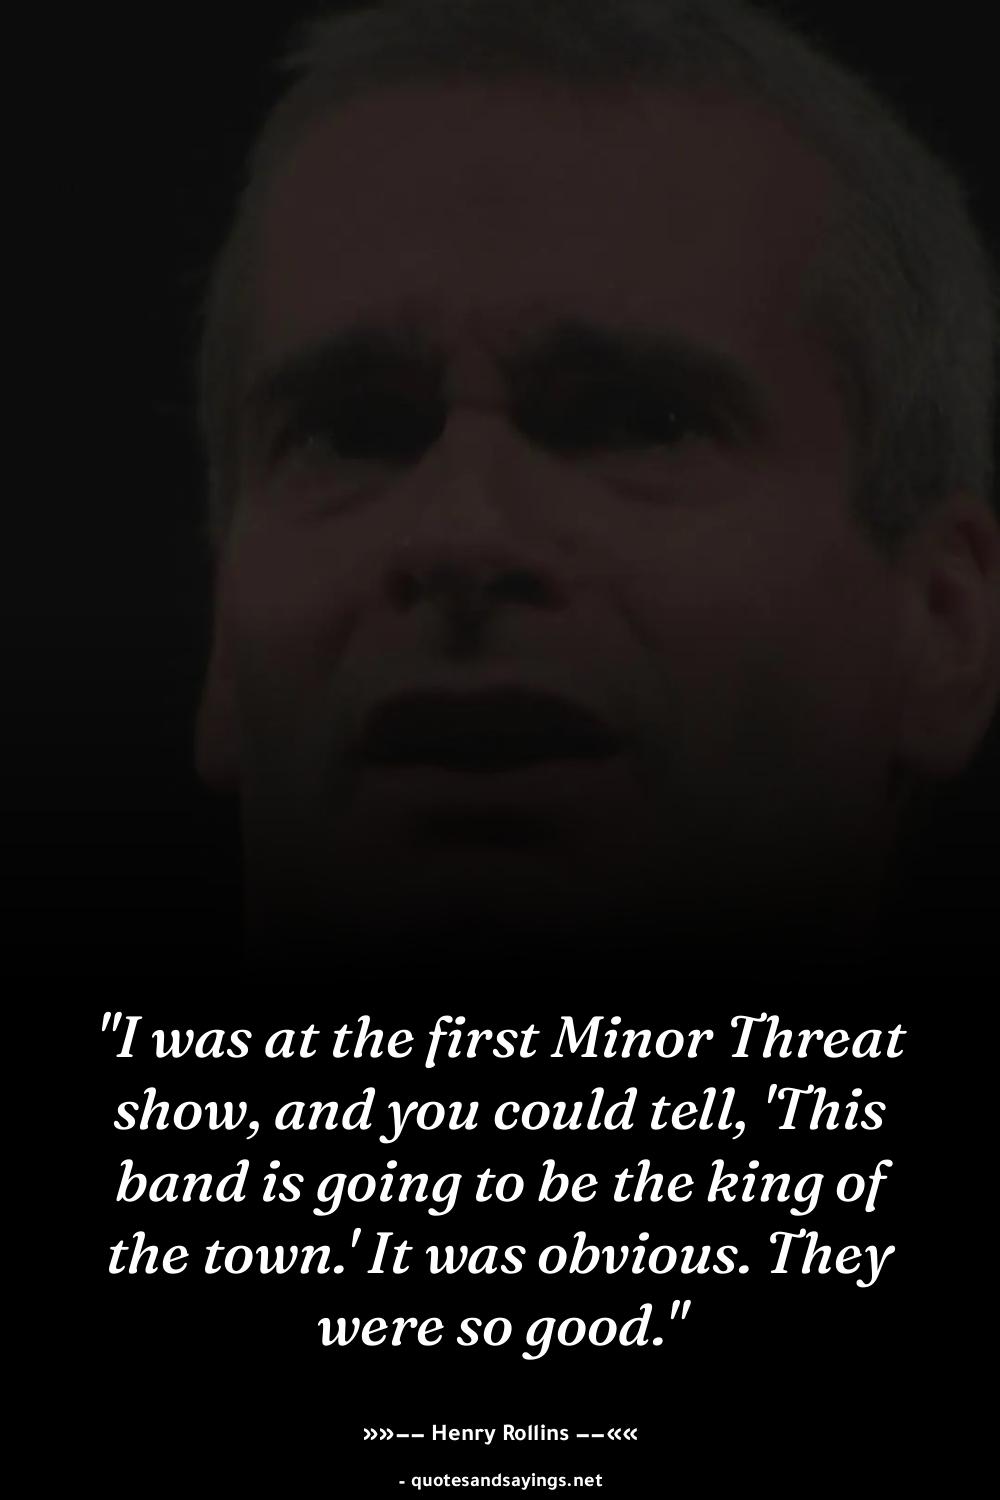 "I was at the first Minor Threat
show, and you could tell, 'This
band is going to be the king of
the town.' It was obvious. They
were so good."
»»–– Henry Rollins ––««
- quotesandsayings.net